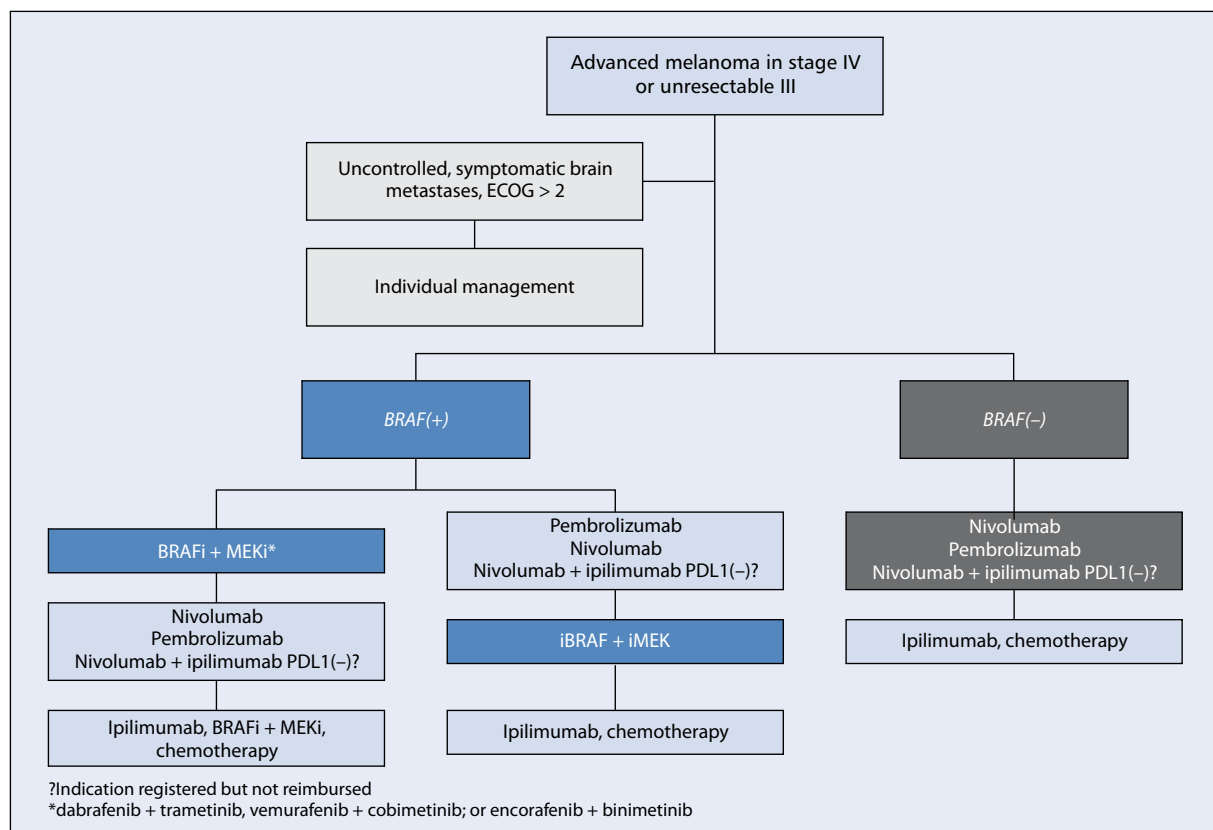 Advanced melanoma in stage IV
or unresectable III
Uncontrolled, symptomatic brain
metastases, ECOG > 2
Individual management
BRAF(+)
BRAF(–)
BRAFi + MEKi*
Nivolumab
Pembrolizumab
Nivolumab + ipilimumab PDL1(–)?
Ipilimumab, BRAFi + MEKi,
chemotherapy
Pembrolizumab
Nivolumab
Nivolumab + ipilimumab PDL1(–)?
iBRAF + iMEK
Ipilimumab, chemotherapy
Nivolumab
Pembrolizumab
Nivolumab + ipilimumab PDL1(–)?
Ipilimumab, chemotherapy
?Indication registered but not reimbursed
*dabrafenib + trametinib, vemurafenib + cobimetinib; or encorafenib + binimetinib